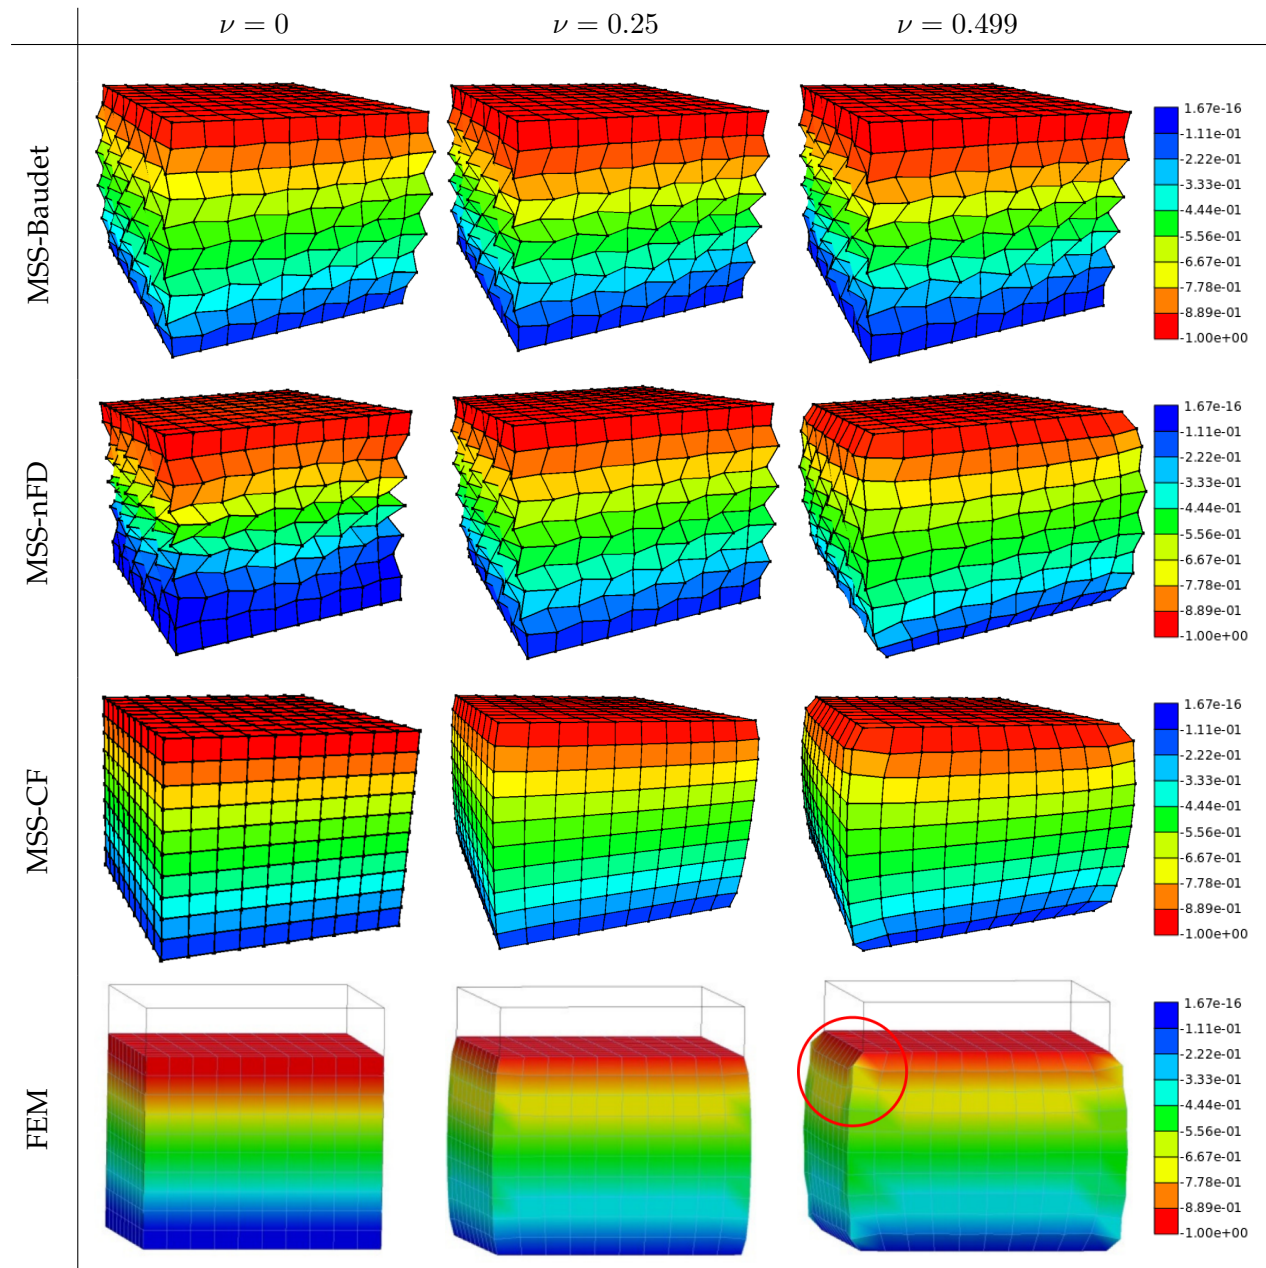 ν = 0 ν = 0.25 ν = 0.499
MSS-Baudet
1.67e-16
-1.11e-01
-2.22e-01
-3.33e-01
-4.44e-01
-5.56e-01
-6.67e-01
-7.78e-01
-8.89e-01
-1.00e+00
MSS-nFD
1.67e-16
-1.11e-01
-2.22e-01
-3.33e-01
-4.44e-01
-5.56e-01
-6.67e-01
-7.78e-01
-8.89e-01
-1.00e+00
MSS-CF
1.67e-16
-1.11e-01
-2.22e-01
-3.33e-01
-4.44e-01
-5.56e-01
-6.67e-01
-7.78e-01
-8.89e-01
-1.00e+00
FEM
1.67e-16
-1.11e-01
-2.22e-01
-3.33e-01
-4.44e-01
-5.56e-01
-6.67e-01
-7.78e-01
-8.89e-01
-1.00e+00